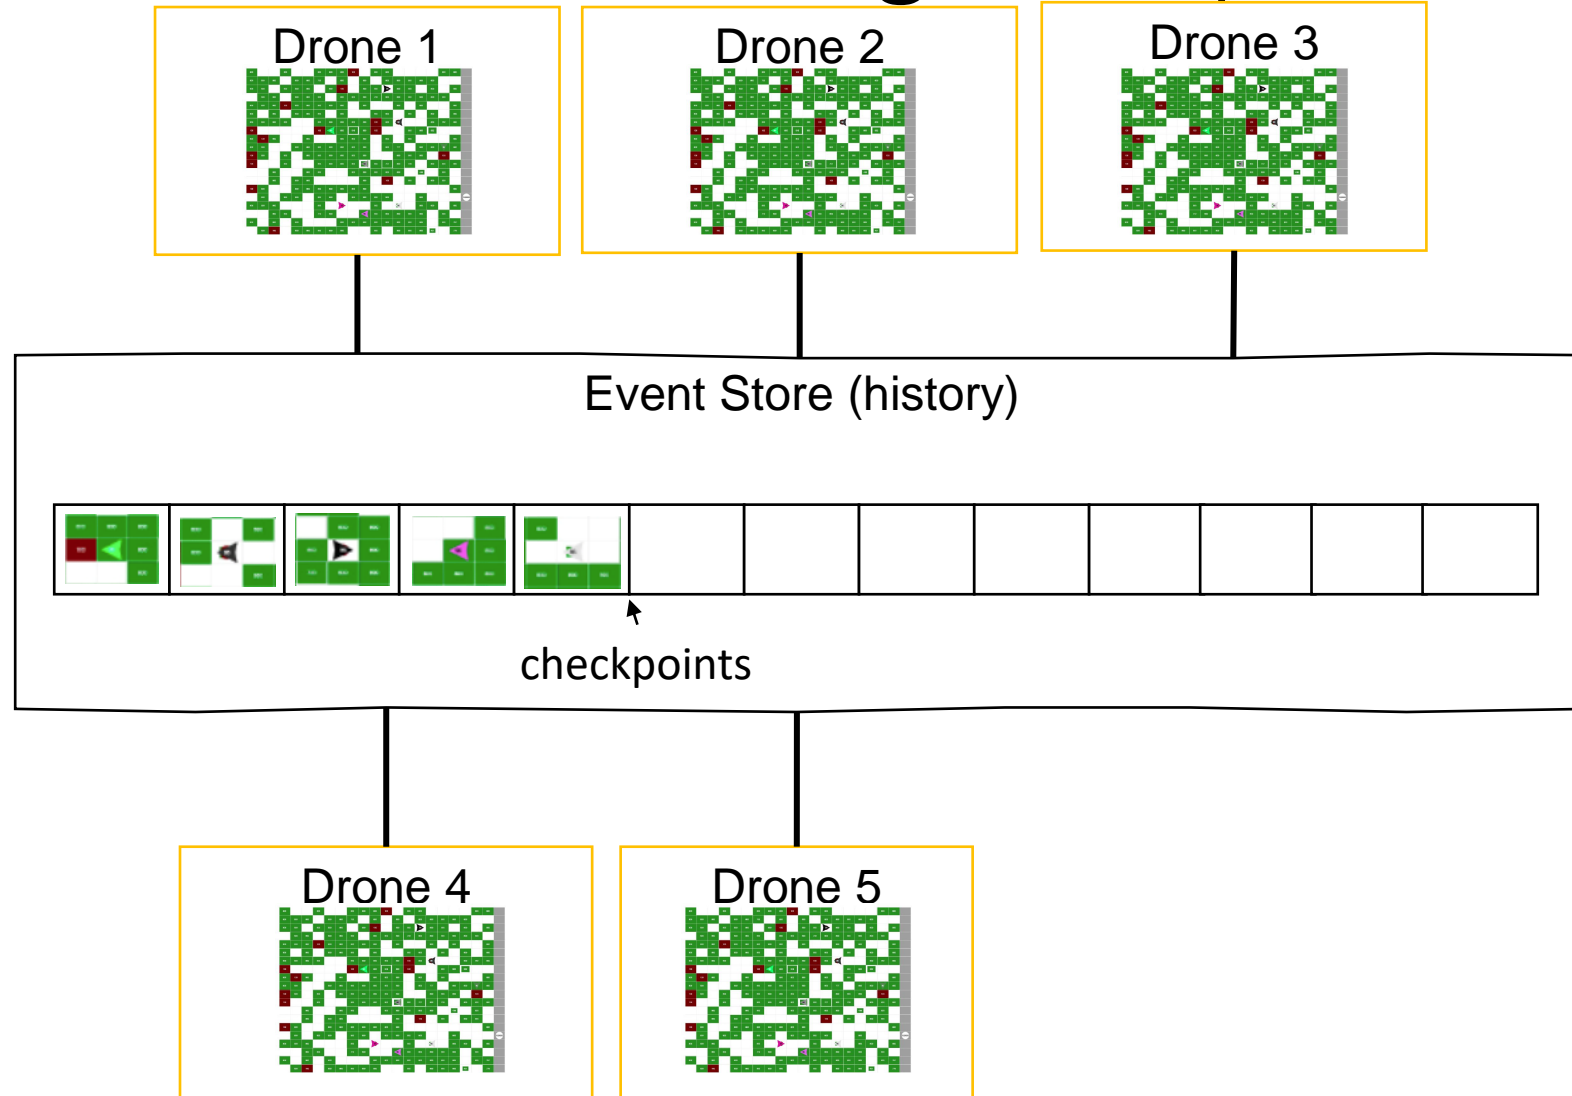 Drone 1
Drone 2
Drone 3
Event Store (history)
checkpoints
Drone 4
Drone 5